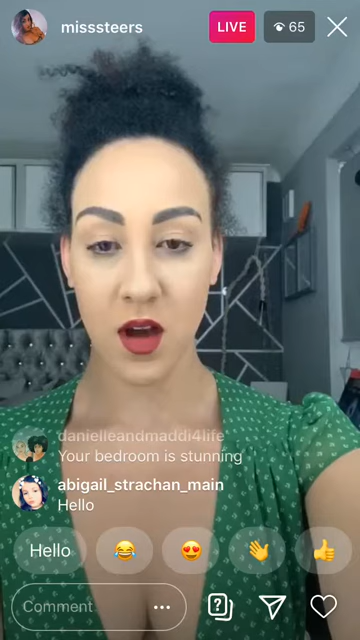 misssteers
LIVE
65
danielleandmaddi4life
Your bedroom is stunning
abigail_strachan_main
Hello
Hello
Comment